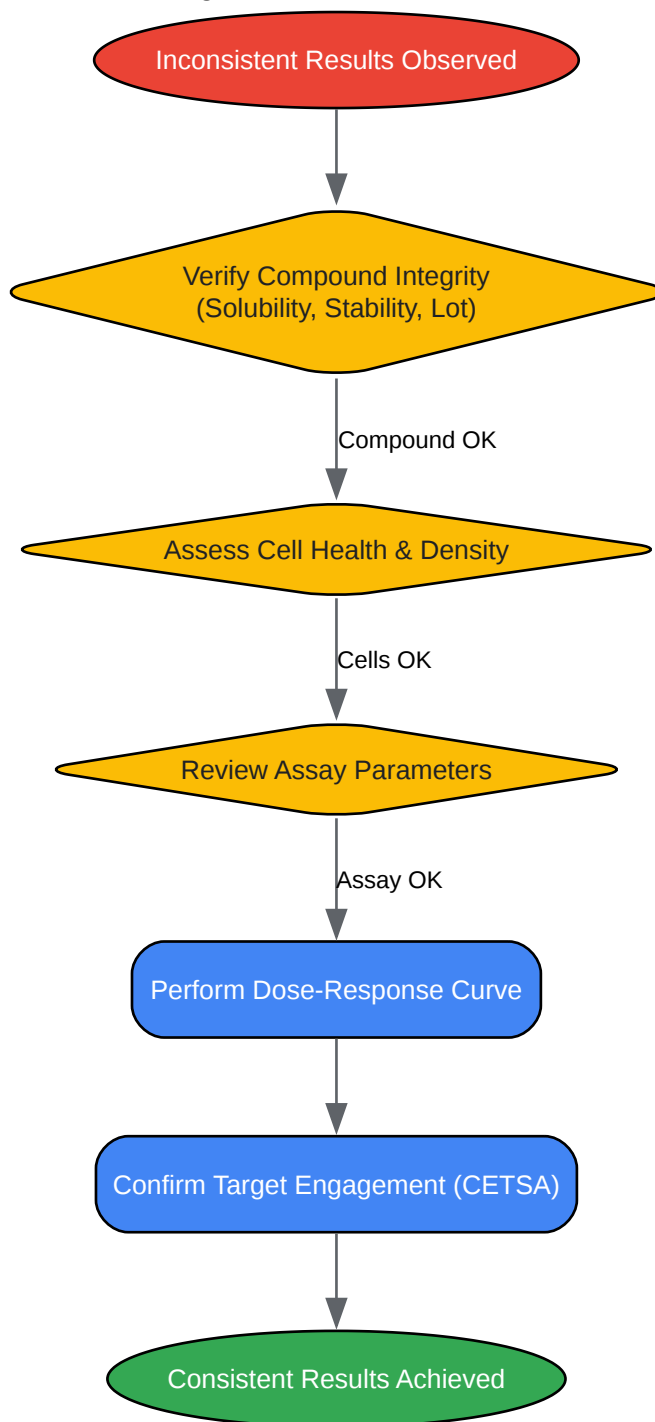 Inconsistent Results Observed
Verify Compound Integrity
(Solubility, Stability, Lot)
Compound OK
Assess Cell Health & Density
Cells OK
Review Assay Parameters
Assay OK
Perform Dose-Response Curve
Confirm Target Engagement (CETSA)
Consistent Results Achieved